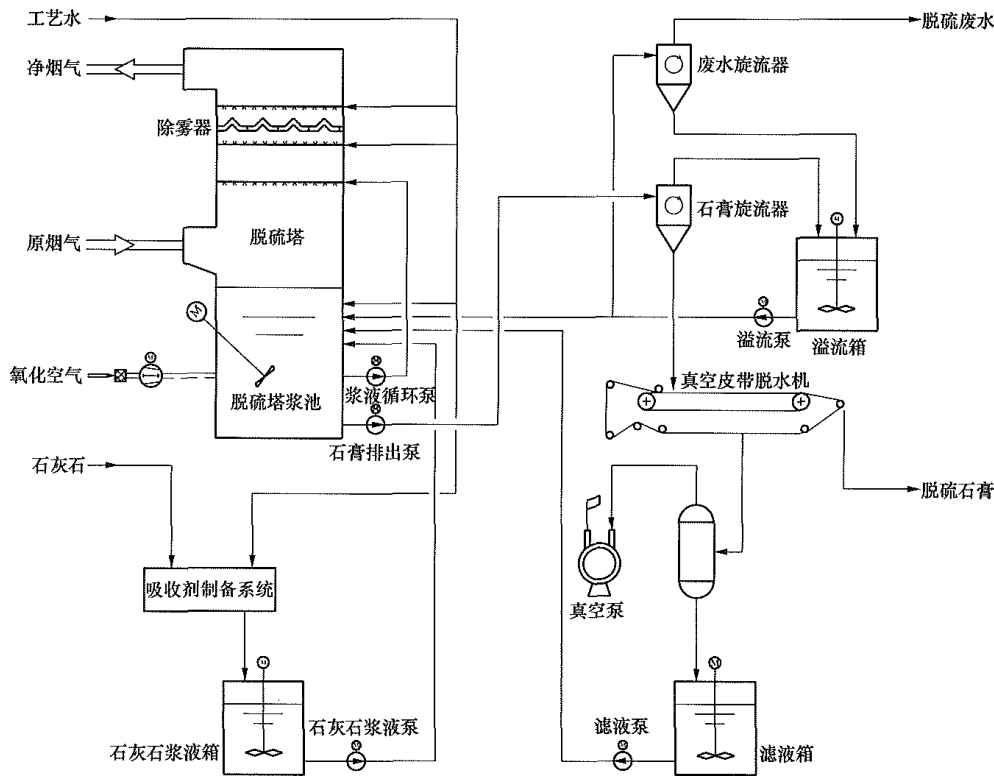 工艺水
脱硫废水
净烟气
废水旋流器
除雾器
石膏旋流器
原烟气
脱硫塔
溢流泵
溢流箱
氧化空气
脱硫塔浆池
浆液循环泵
真空皮带脱水机
石膏排出泵
石灰石
脱硫石膏
吸收剂制备系统
真空泵
石灰石浆液箱
石灰石浆液泵
滤液泵
滤液箱